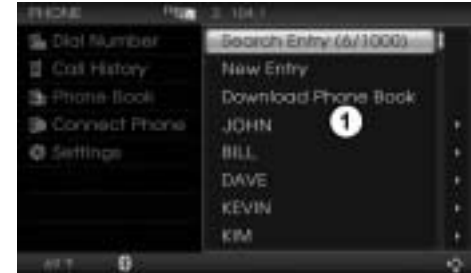 PHONE
Dial Number
Call History
Phone Book
Connect Phone
Settings
Search Entry (6/1000)
New Entry
Download Phone Book
JOHN
1
BILL
DAVE
KEVIN
KIM